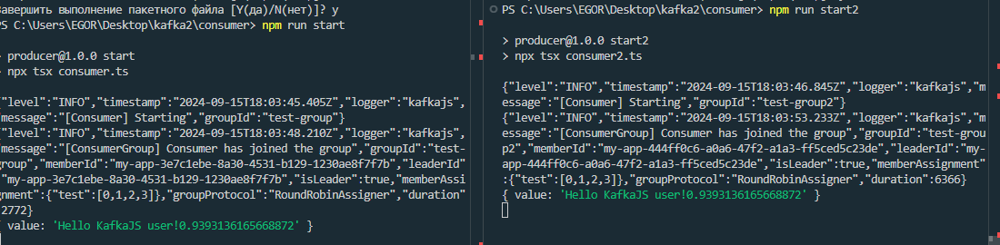 Завершить выполнение пакетного файла [Y(да)/N(нет)]? y
PS C:\Users\EGOR\Desktop\kafka2\consumer> npm run start
> producer@1.0.0 start
> npx tsx consumer.ts
{"level":"INFO","timestamp":"2024-09-15T18:03:45.405Z","logger":"kafkajs",
"message":"[Consumer] Starting","groupId":"test-group"}
{"level":"INFO","timestamp":"2024-09-15T18:03:48.210Z","logger":"kafkajs",
"message":"[ConsumerGroup] Consumer has joined the group","groupId":"test-
group","memberId":"my-app-3e7c1ebe-8a30-4531-b129-1230ae8f7f7b","leaderId"
:"my-app-3e7c1ebe-8a30-4531-b129-1230ae8f7f7b","isLeader":true,"memberAssi
gnment":{"test":[0,1,2,3]},"groupProtocol":"RoundRobinAssigner","duration"
:2772}
{ value: 'Hello KafkaJS user!0.9393136165668872' }
PS C:\Users\EGOR\Desktop\kafka2\consumer> npm run start2
> producer@1.0.0 start2
> npx tsx consumer2.ts
{"level":"INFO","timestamp":"2024-09-15T18:03:46.845Z","logger":"kafkajs","m
essage":"[Consumer] Starting","groupId":"test-group2"}
{"level":"INFO","timestamp":"2024-09-15T18:03:53.233Z","logger":"kafkajs","m
essage":"[ConsumerGroup] Consumer has joined the group","groupId":"test-grou
p2","memberId":"my-app-444ff0c6-a0a6-47f2-a1a3-ff5ced5c23de","leaderId":"my-
app-444ff0c6-a0a6-47f2-a1a3-ff5ced5c23de","isLeader":true,"memberAssignment"
:{"test":[0,1,2,3]},"groupProtocol":"RoundRobinAssigner","duration":6366}
{ value: 'Hello KafkaJS user!0.9393136165668872' }